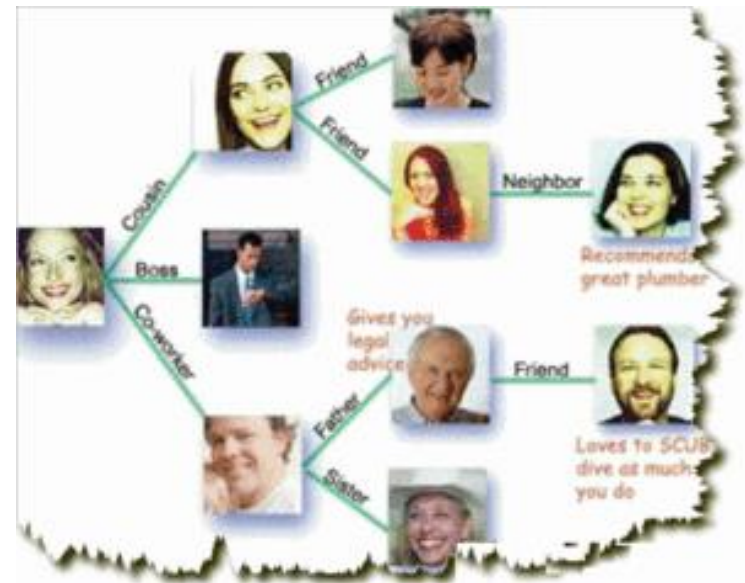 Friend
Friend
Cousin
Neighbor
Recommends
great plumber
Boss
Co-worker
Gives you
legal
advice
Father
Friend
Sister
Loves to SCUB
dive as much
you do